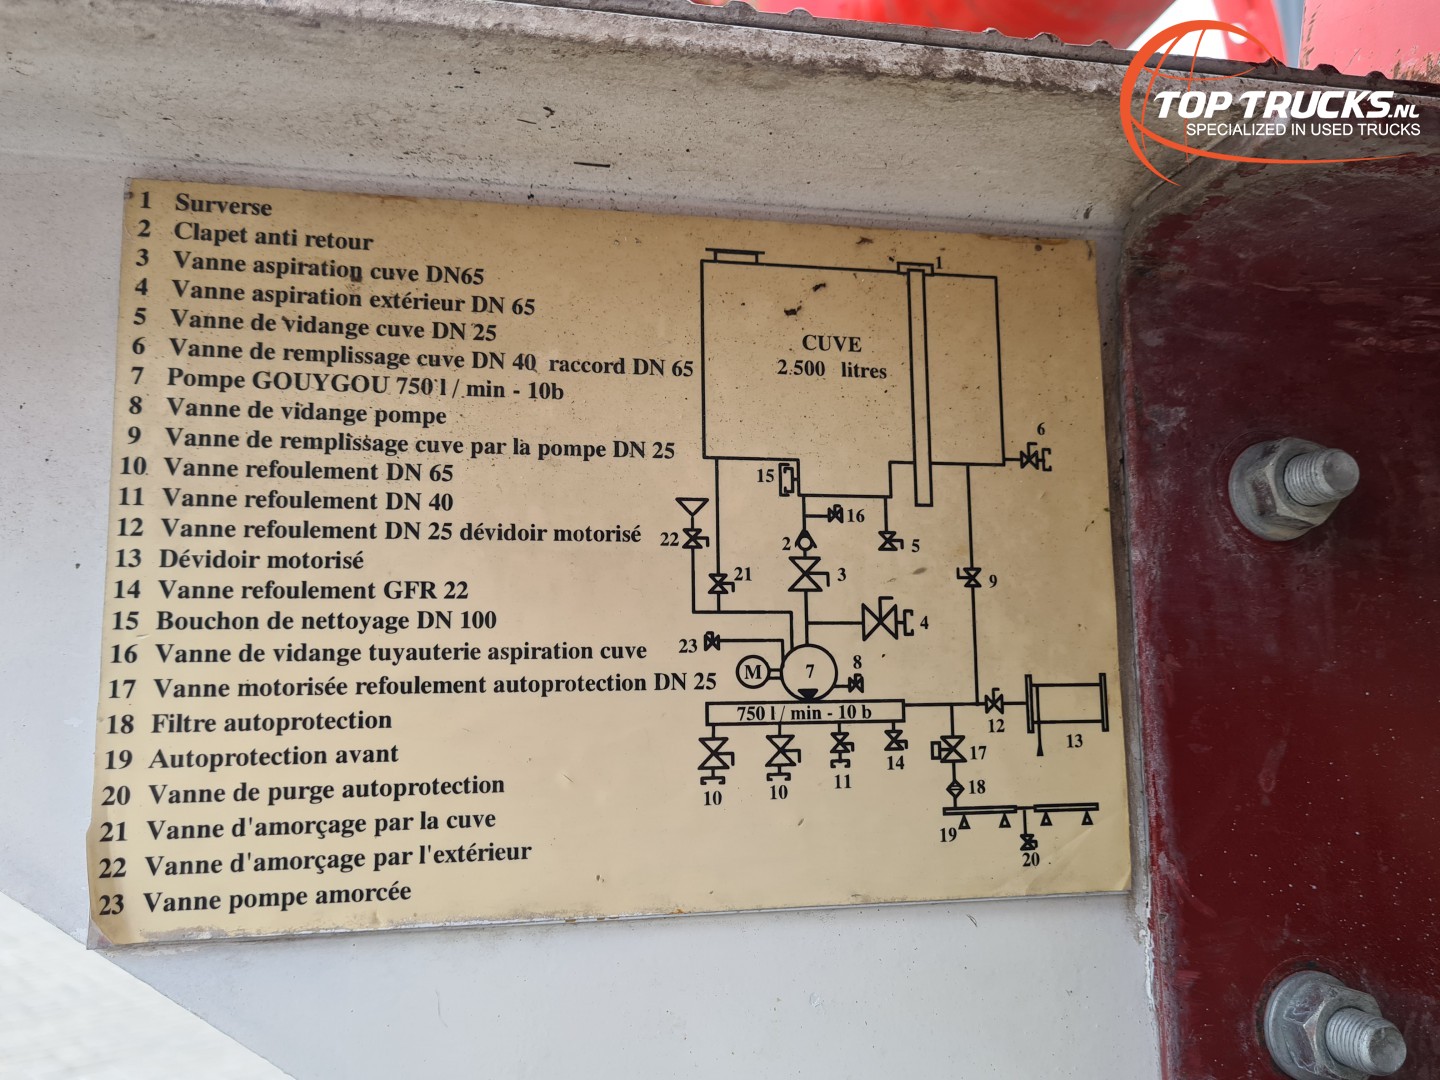 TOP TRUCKS.NL
SPECIALIZED IN USED TRUCKS
1 Surverse
2 Clapet anti retour
3 Vanne aspiration cuve DN65
4 Vanne aspiration extérieur DN 65
5 Vanne de vidange cuve DN 25
6 Vanne de remplissage cuve DN 40 raccord DN 65
7 Pompe GOUYGOU 750 l / min - 10b
8 Vanne de vidange pompe
9 Vanne de remplissage cuve par la pompe DN 25
10 Vanne refoulement DN 65
11 Vanne refoulement DN 40
12 Vanne refoulement DN 25 dévidoir motorisé
13 Dévidoir motorisé
14 Vanne refoulement GFR 22
15 Bouchon de nettoyage DN 100
16 Vanne de vidange tuyauterie aspiration cuve
17 Vanne motorisée refoulement autoprotection DN 25
18 Filtre autoprotection
19 Autoprotection avant
20 Vanne de purge autoprotection
21 Vanne d'amorçage par la cuve
22 Vanne d'amorçage par l'extérieur
23 Vanne pompe amorcée
1
CUVE
2.500 litres
6
15
16
22
2
5
21
3
9
4
23
M
7
8
750 l / min - 10 b
12
13
10
10
11
14
17
18
19
20